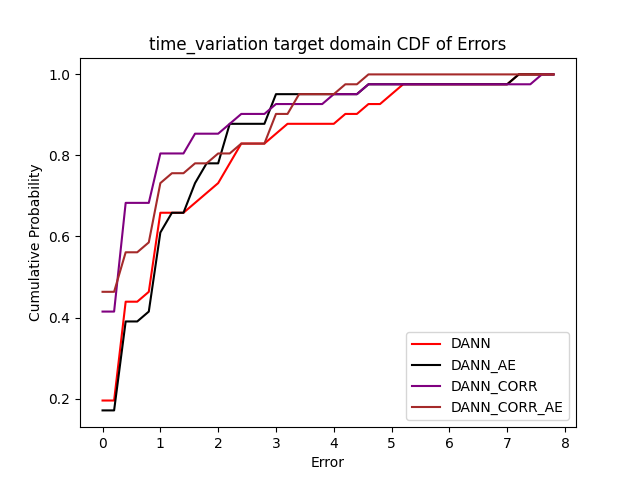 time_variation target domain CDF of Errors
1.0
0.8
0.6
0.4
0.2
Cumulative Probability
0 1 2 3 4 5 6 7 8
Error
DANN
DANN_AE
DANN_CORR
DANN_CORR_AE